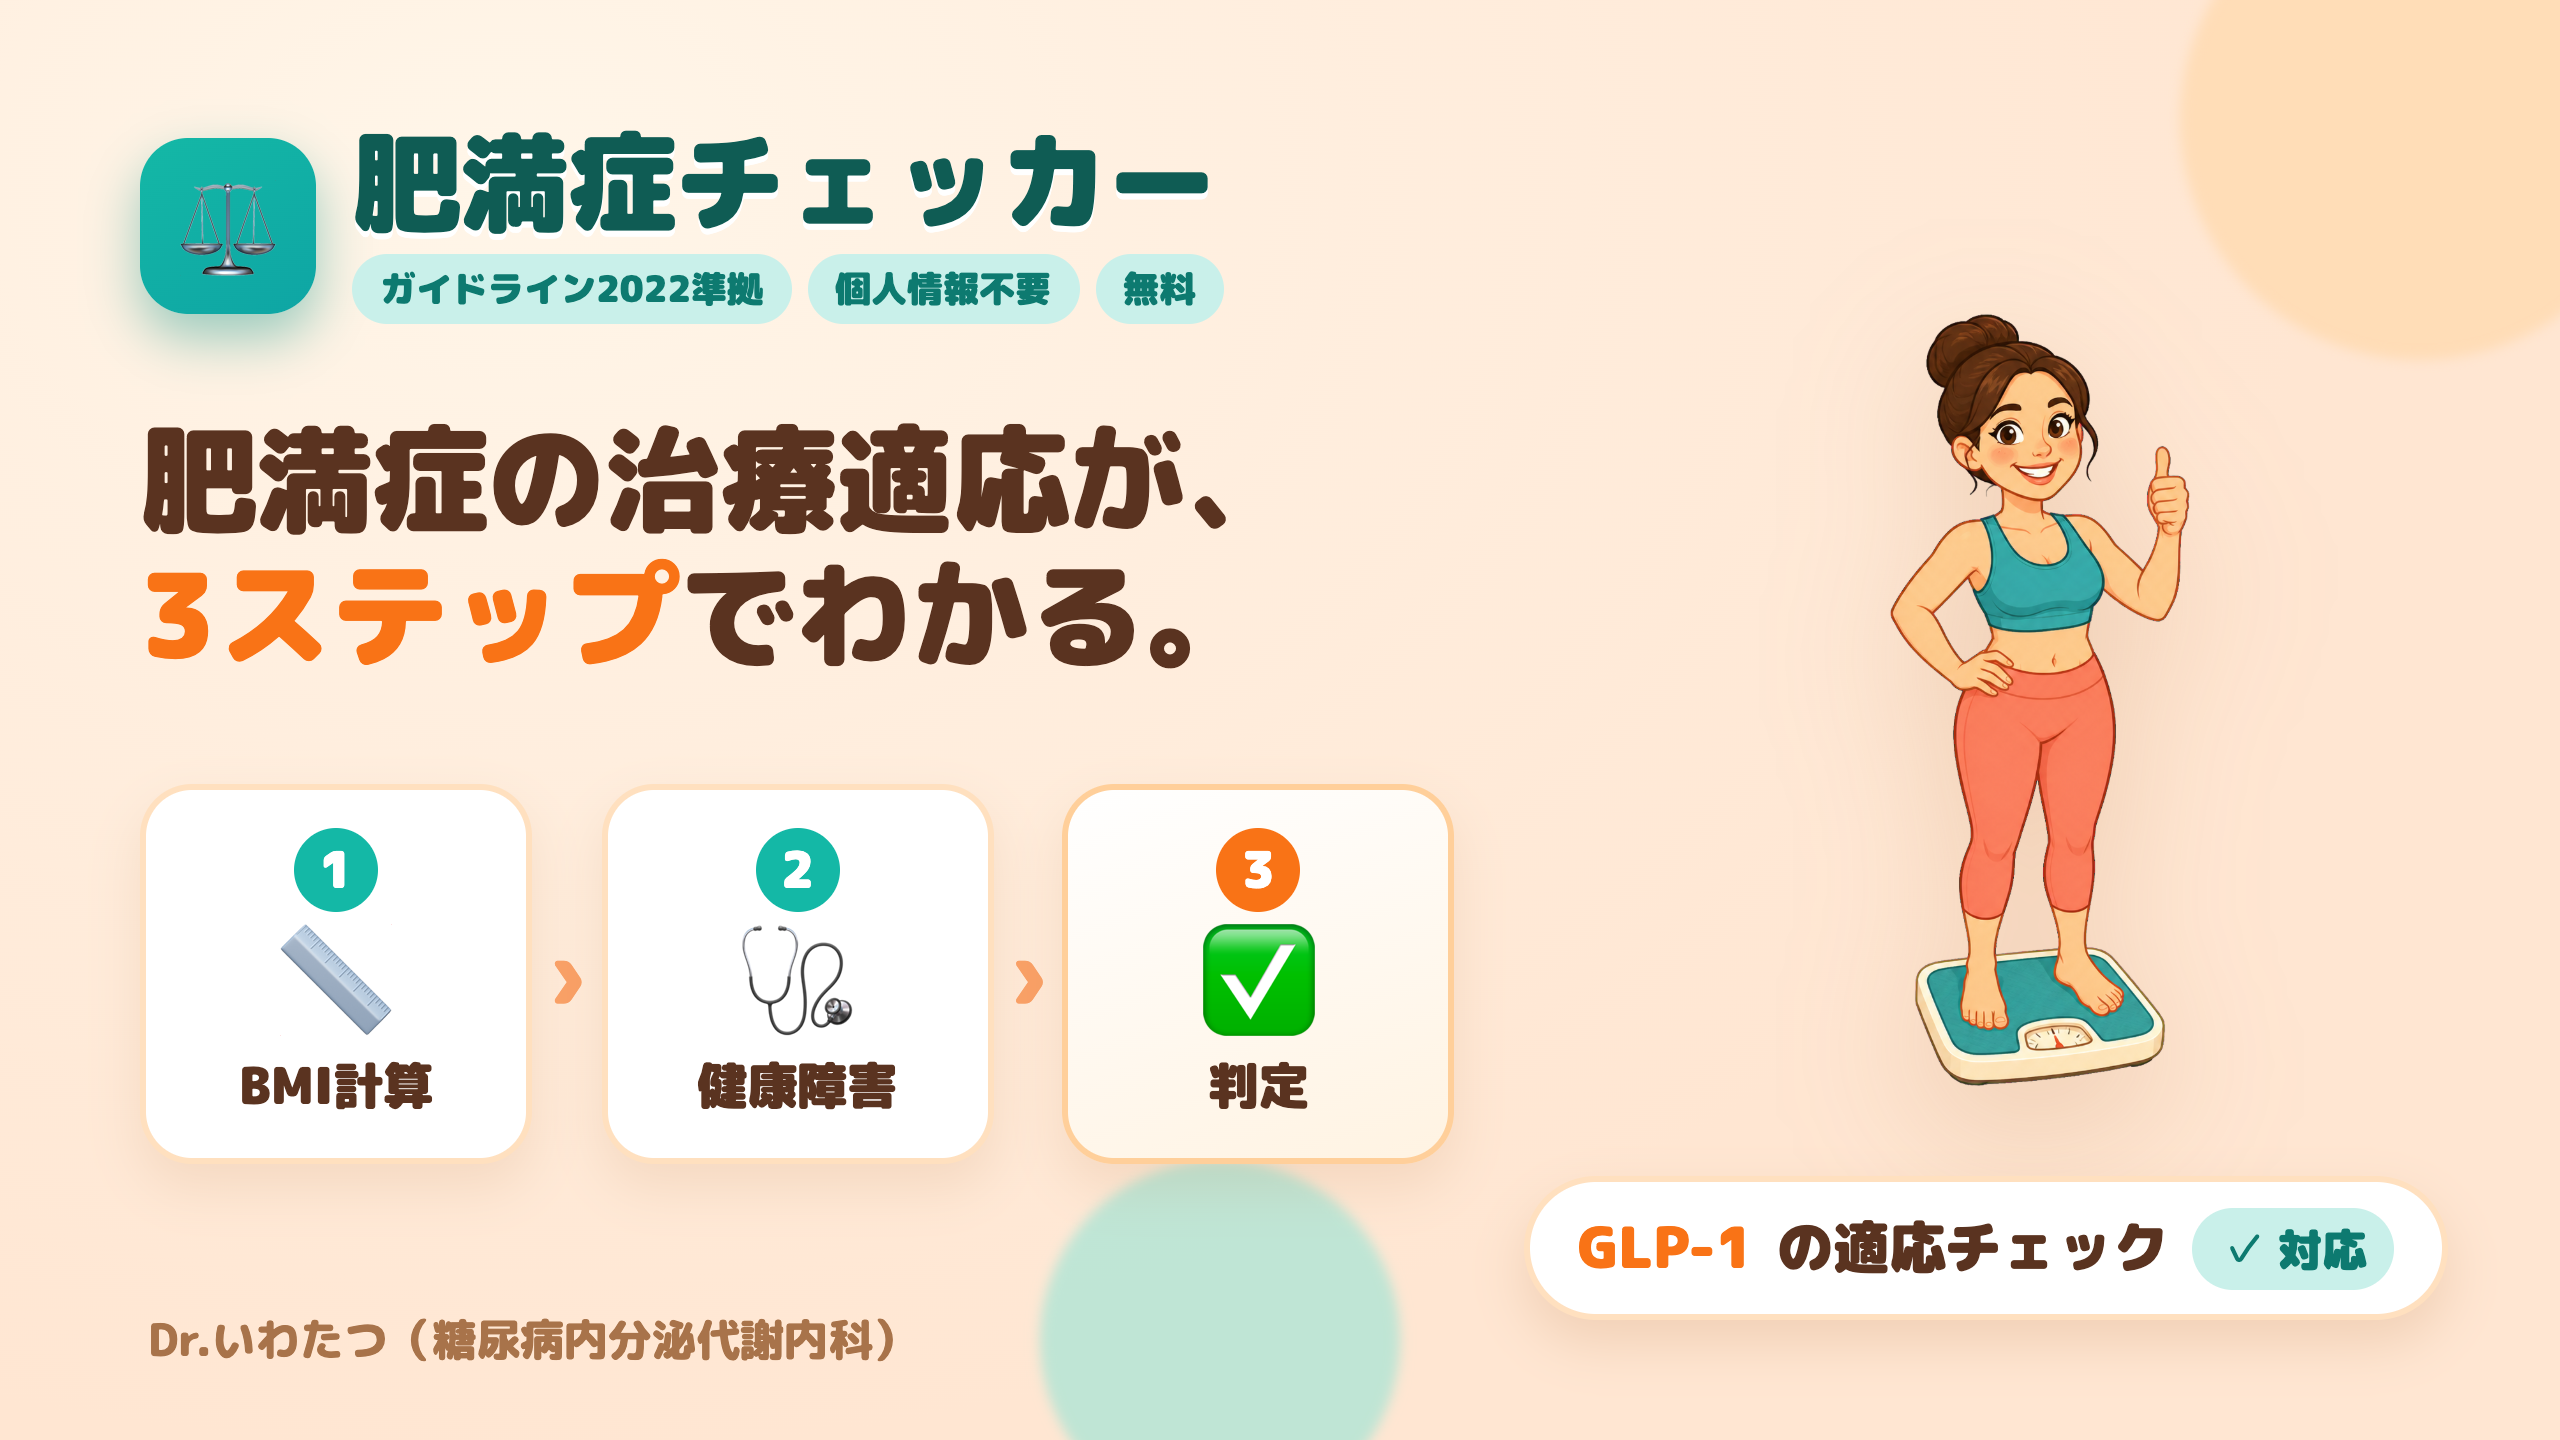 肥満症チェッカー
ガイドライン2022準拠 個人情報不要 無料
肥満症の治療適応が、
3ステップでわかる。
1
BMI計算
›
2
健康障害
›
3
判定
GLP-1 の適応チェック ✓ 対応
Dr.いわたつ（糖尿病内分泌代謝内科）